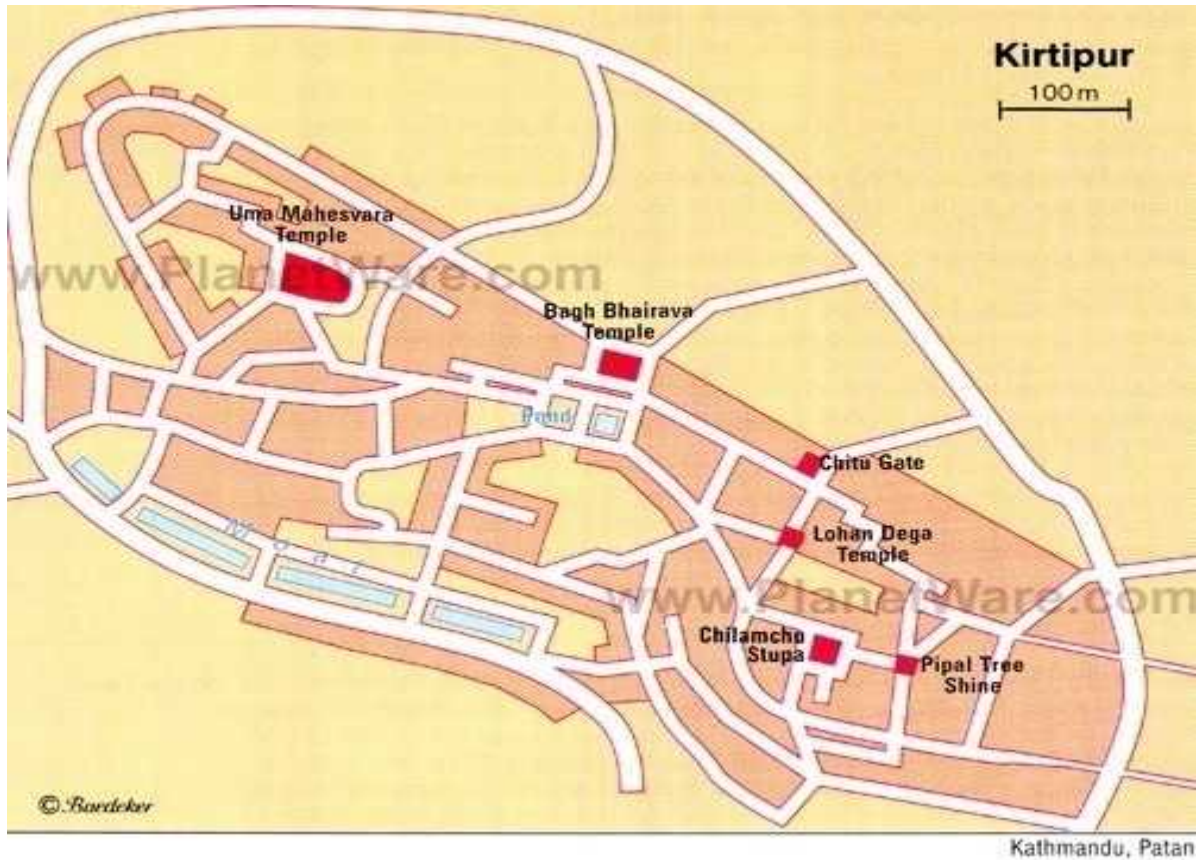 Kirtipur
100 m
Uma Mahesvara
Temple
www.PlanetWare.com
Bagh Bhairava
Temple
Pond
Chitu Gate
Lohan Dega
Temple
Moat
www.PlanetWare.com
Chilamcho
Stupa
Pipal Tree
Shine
© Baedeker
Kathmandu, Patan